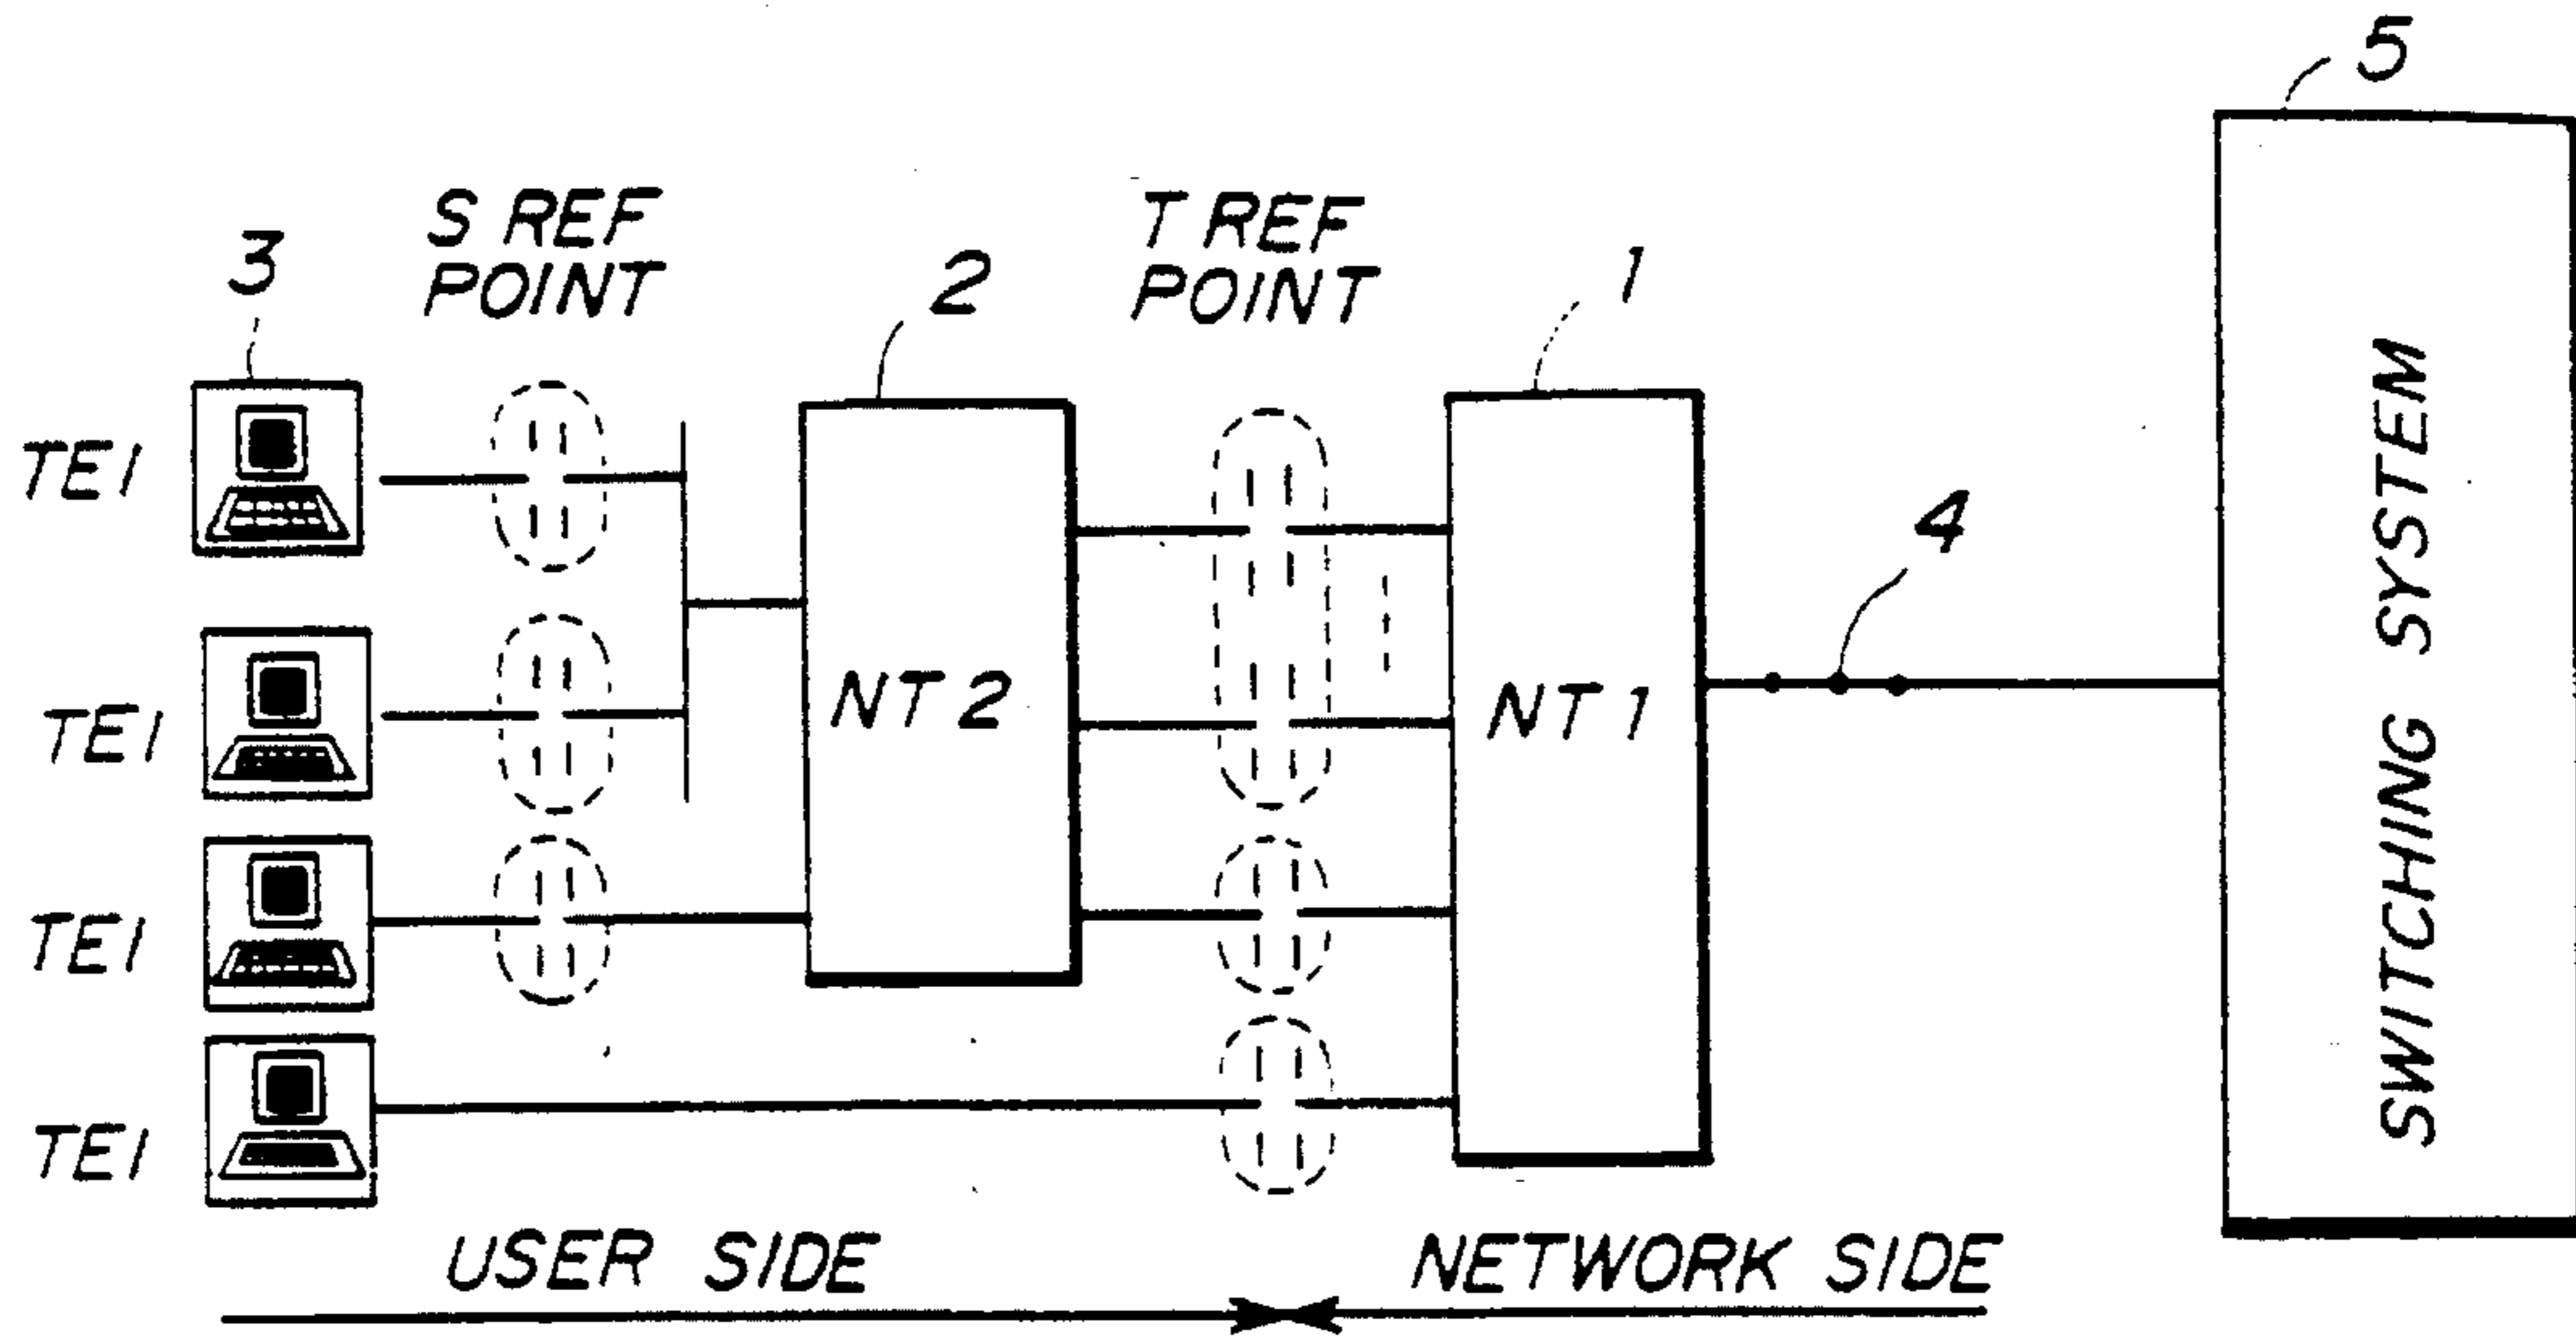 5
S REF
POINT
T REF
POINT
3
2
1
TE1
4
TE1
NT2
NT1
SWITCHING SYSTEM
TE1
TE1
USER SIDE
NETWORK SIDE